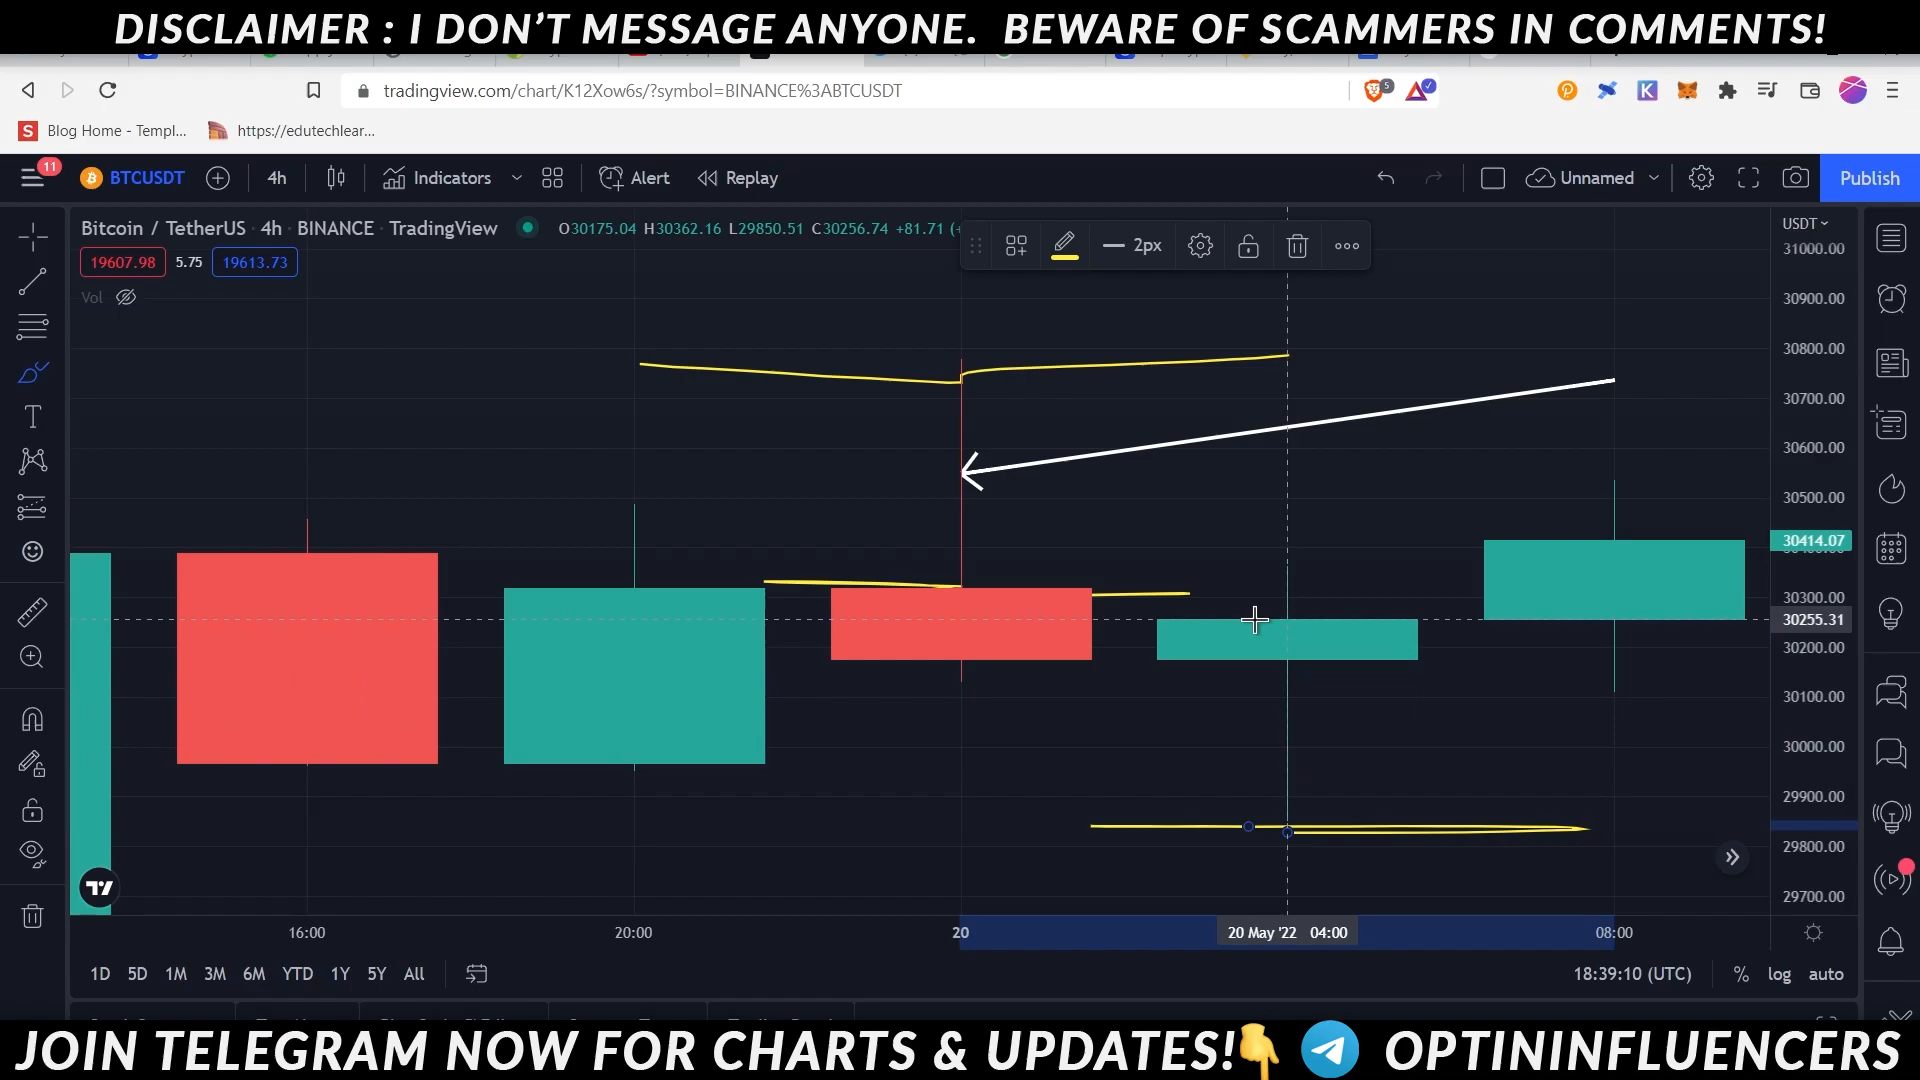 DISCLAIMER : I DON'T MESSAGE ANYONE. BEWARE OF SCAMMERS IN COMMENTS!
tradingview.com/chart/K12Xow6s/?symbol=BINANCE%3ABTCUSDT
5
K
S Blog Home - Templ... https://edutechlear...
11
BTCUSDT 4h Indicators Alert Replay Unnamed Publish
Bitcoin / TetherUS · 4h · BINANCE · TradingView O30175.04 H30362.16 L29850.51 C30256.74 +81.71
2px
USDT
19607.98 5.75 19613.73
Vol
T
31000.00
30900.00
30800.00
30700.00
30600.00
30500.00
30414.07
30300.00
30255.31
30200.00
30100.00
30000.00
29900.00
29800.00
29700.00
16:00 20:00 20 20 May '22 04:00 08:00
1D 5D 1M 3M 6M YTD 1Y 5Y All 18:39:10 (UTC) % log auto
JOIN TELEGRAM NOW FOR CHARTS & UPDATES!👇 OPTININFLUENCERS